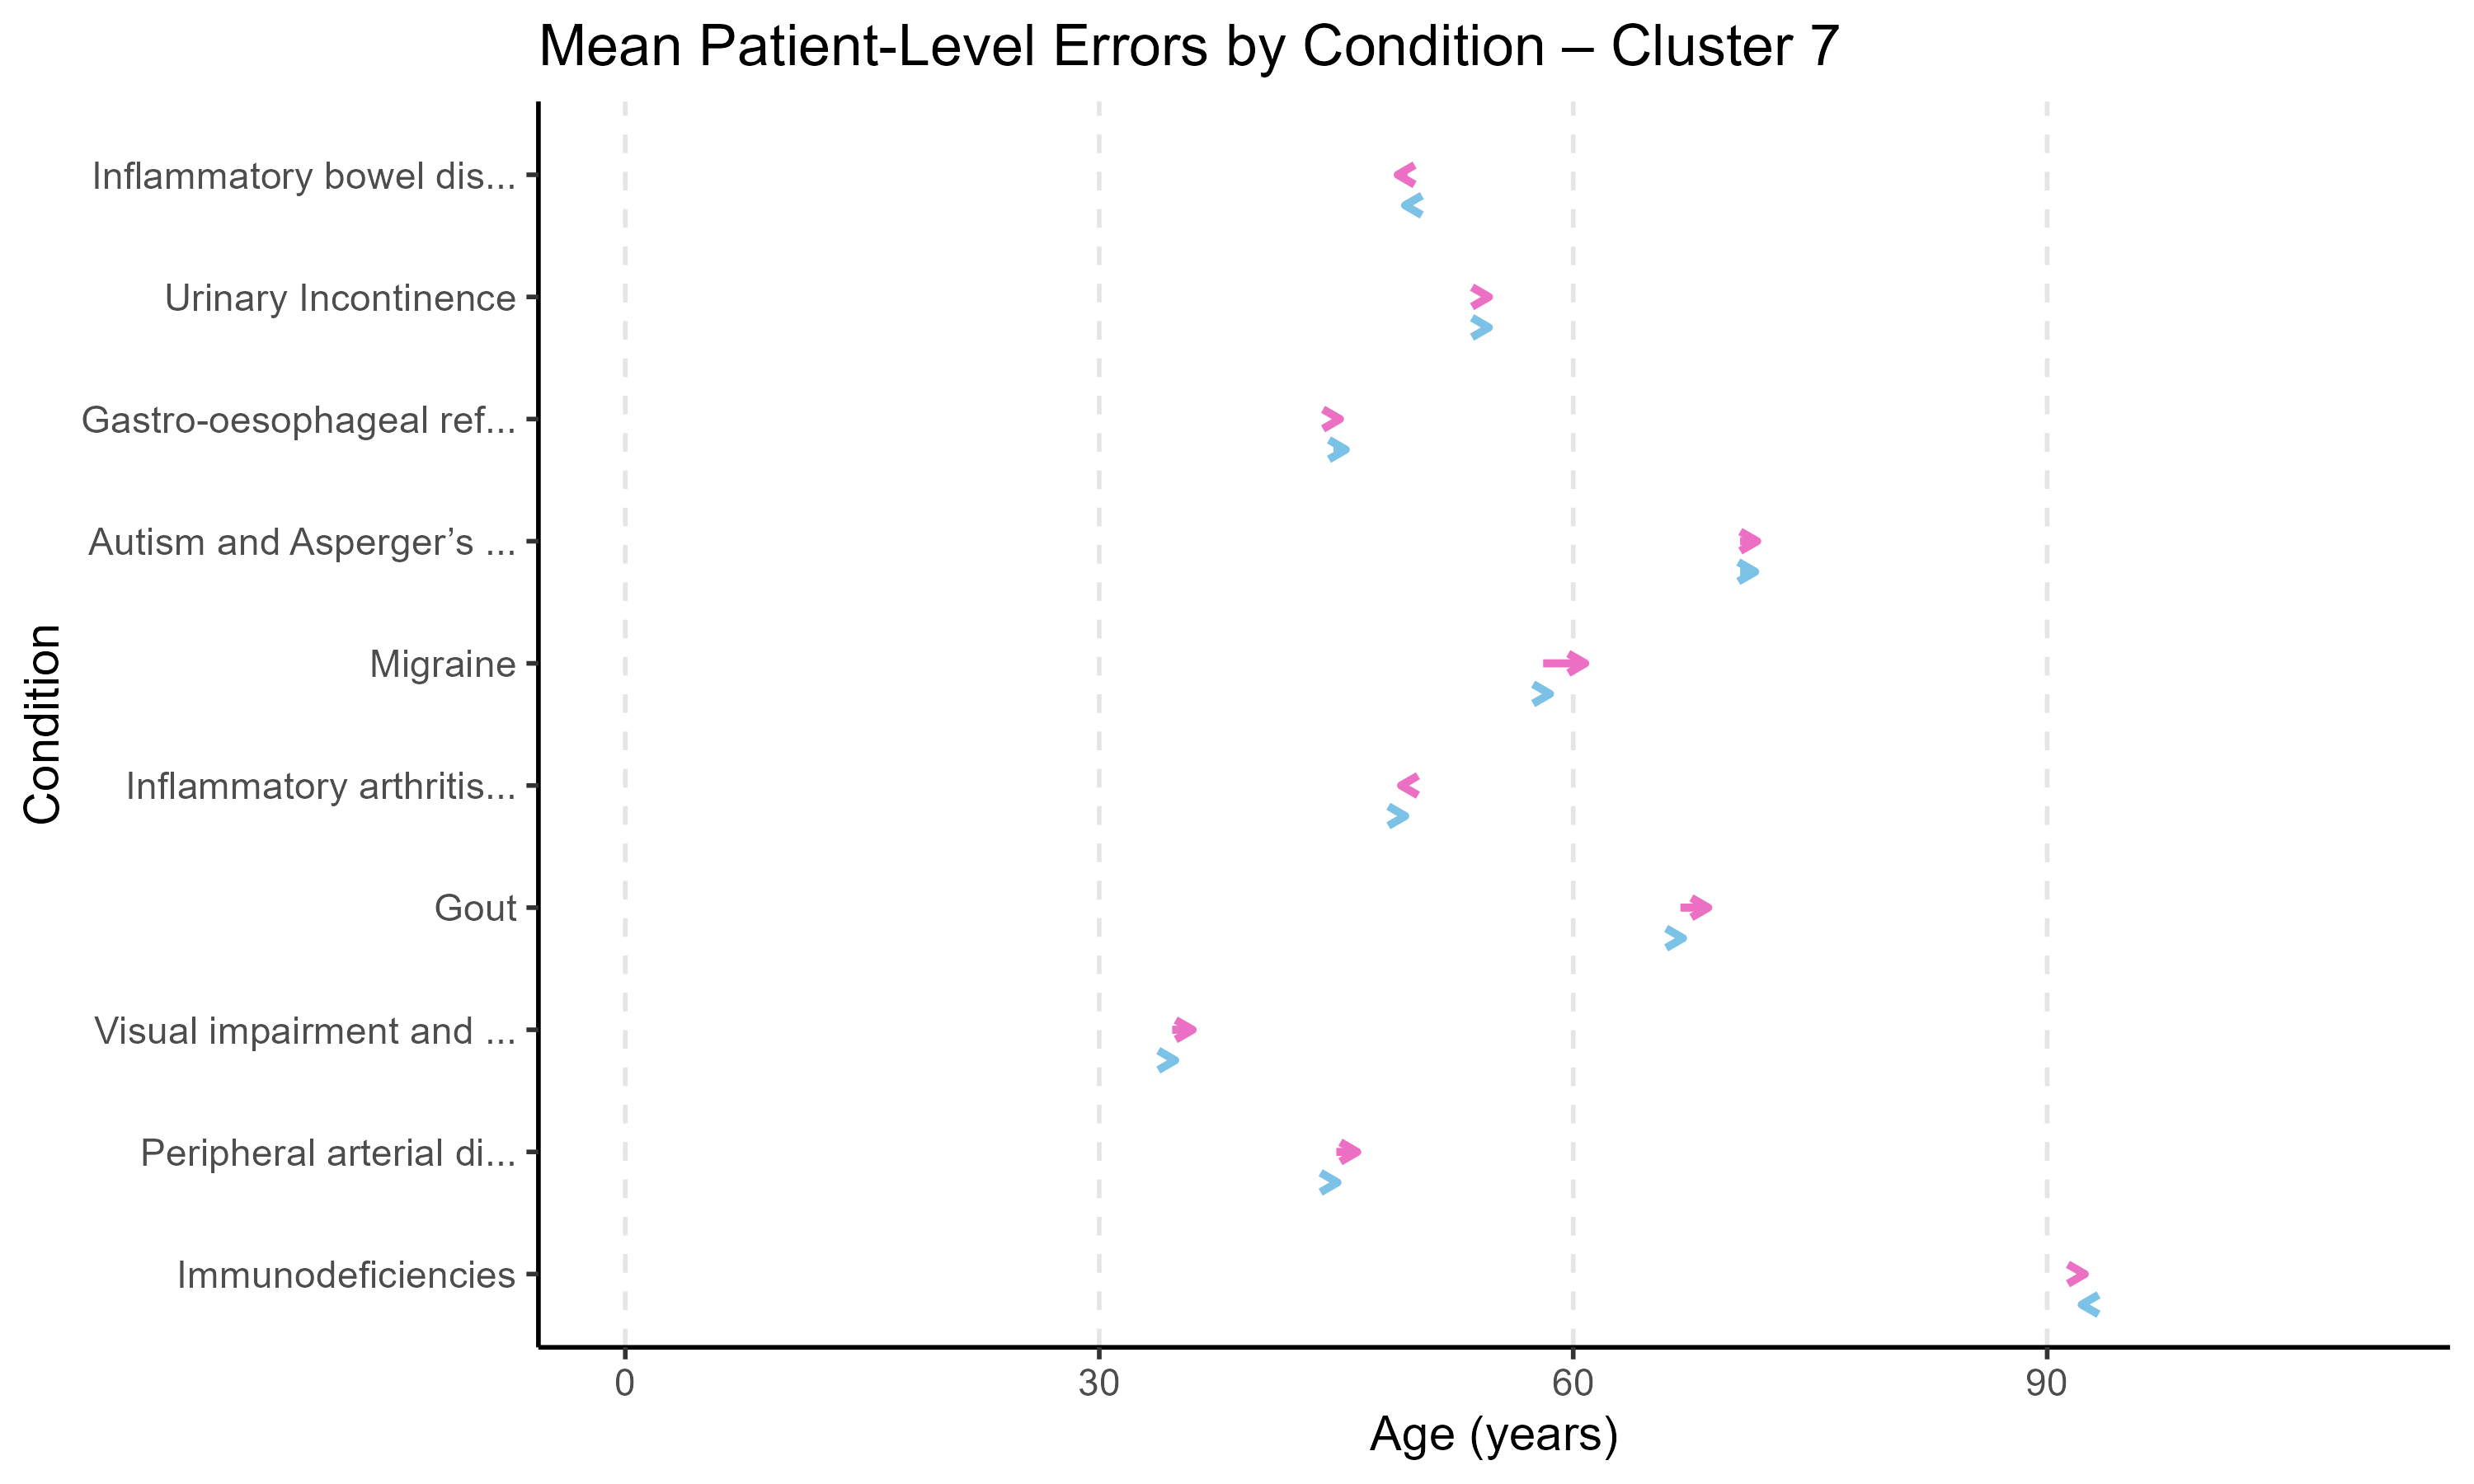 Mean Patient-Level Errors by Condition – Cluster 7
Condition
Inflammatory bowel dis...
Urinary Incontinence
Gastro-oesophageal ref...
Autism and Asperger’s ...
Migraine
Inflammatory arthritis...
Gout
Visual impairment and ...
Peripheral arterial di...
Immunodeficiencies
0 30 60 90
Age (years)